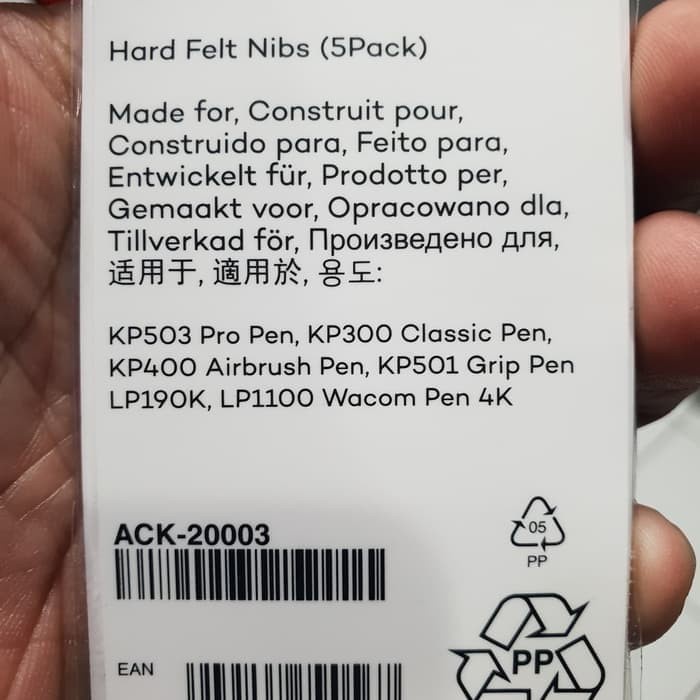 Hard Felt Nibs (5Pack)
Made for, Construit pour,
Construido para, Feito para,
Entwickelt für, Prodotto per,
Gemaakt voor, Opracowano dla,
Tillverkad för, Произведено для,
适用于, 適用於, 용도:
KP503 Pro Pen, KP300 Classic Pen,
KP400 Airbrush Pen, KP501 Grip Pen
LP190K, LP1100 Wacom Pen 4K
ACK-20003
05
PP
EAN
PP